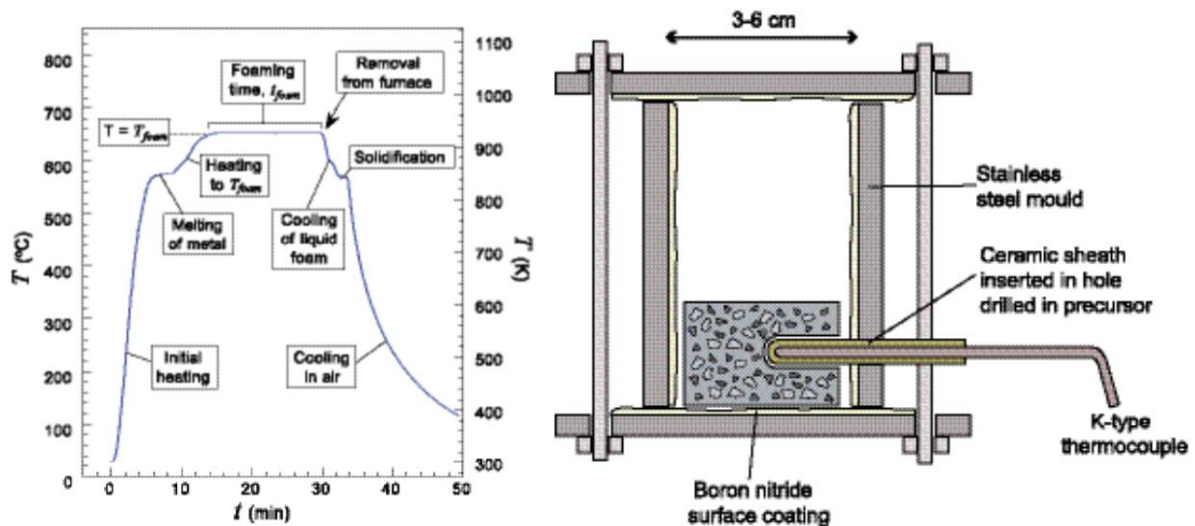 800
700
600
500
400
300
200
100
0
T (ºC)
0
10
20
30
40
50
t (min)
1100
1000
900
800
700
600
500
400
300
T (K)
Foaming
time, t_foam
Removal
from furnace
T = T_foam
Heating
to T_foam
Solidification
Melting
of metal
Cooling
of liquid
foam
Initial
heating
Cooling
in air
3-6 cm
Stainless
steel mould
Ceramic sheath
inserted in hole
drilled in precursor
K-type
thermocouple
Boron nitride
surface coating